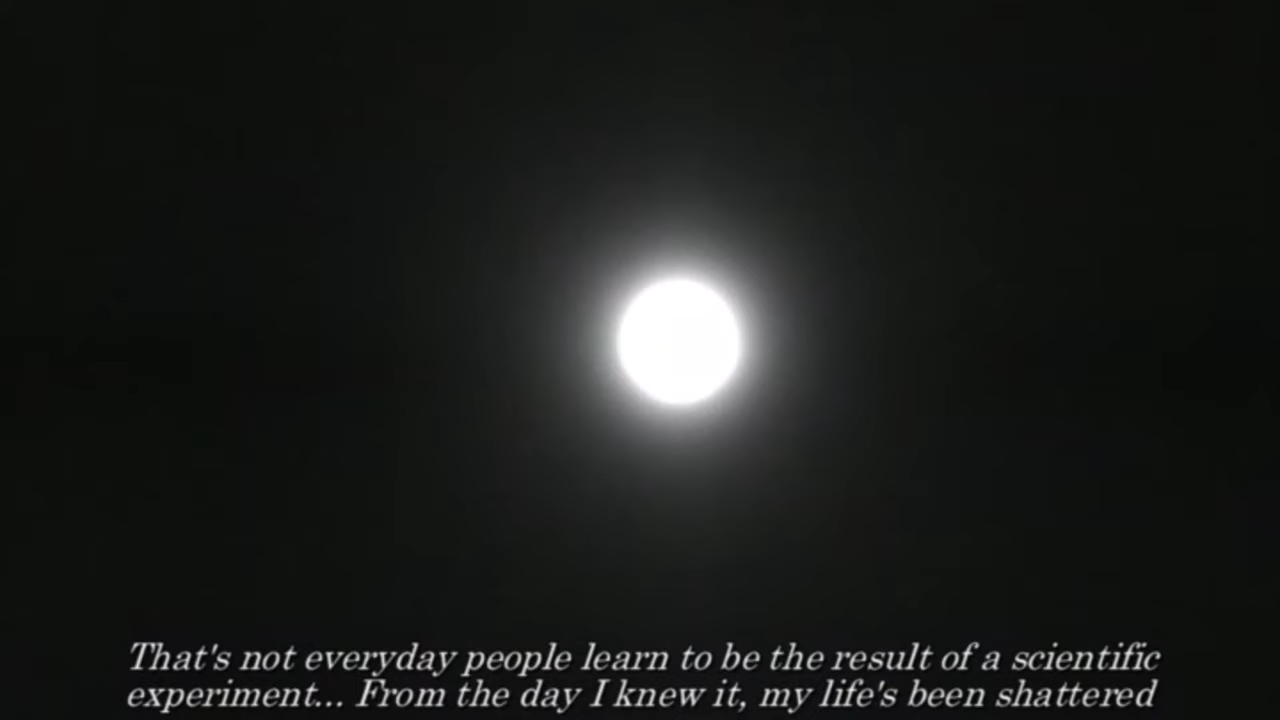 That's not everyday people learn to be the result of a scientific
experiment... From the day I knew it, my life's been shattered